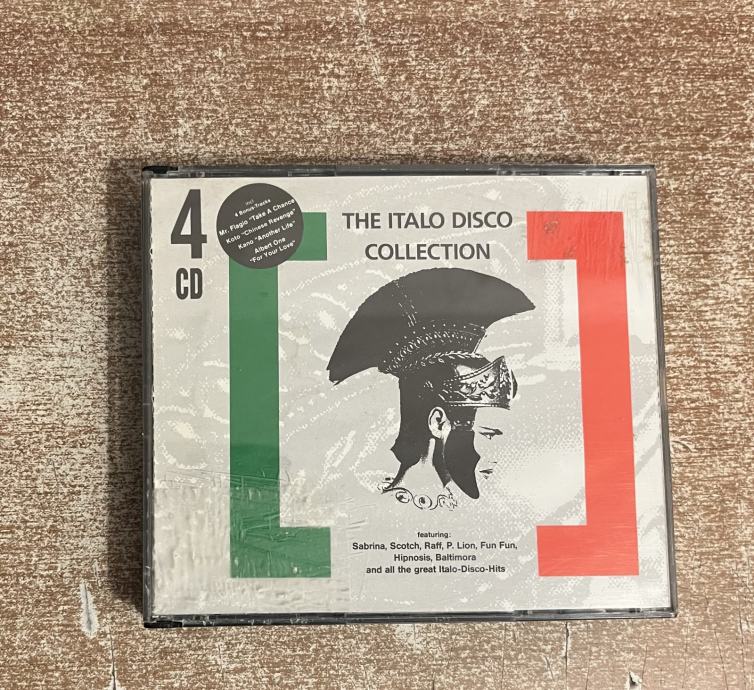 4
CD
incl.
4 Bonus-Tracks
Mr. Flagio "Take A Chance"
Koto "Chinese Revenge"
Kano "Another Life"
Albert One
"For Your Love"
THE ITALO DISCO
COLLECTION
featuring:
Sabrina, Scotch, Raff, P. Lion, Fun Fun,
Hipnosis, Baltimora
and all the great Italo-Disco-Hits